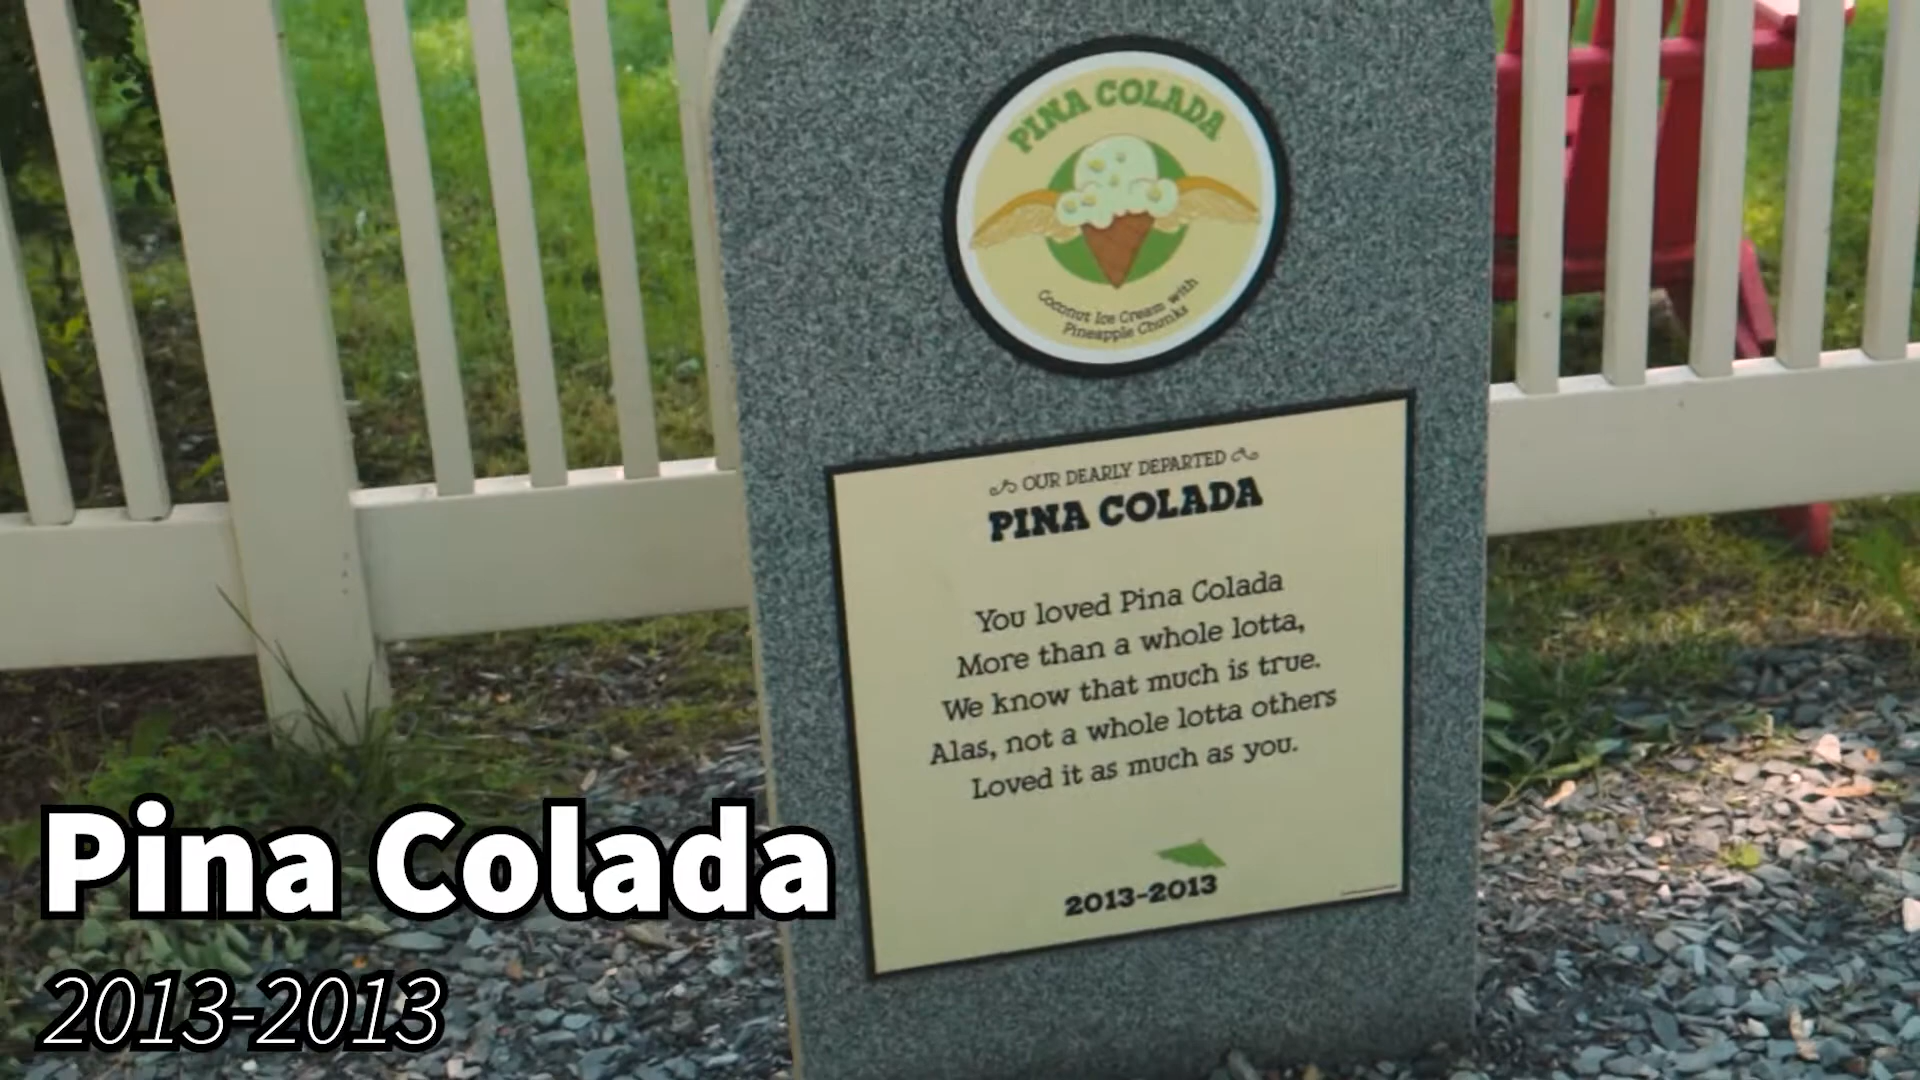 PINA COLADA
Coconut Ice Cream with
Pineapple Chunks
OUR DEARLY DEPARTED
PINA COLADA
You loved Pina Colada
More than a whole lotta,
We know that much is true.
Alas, not a whole lotta others
Loved it as much as you.
2013-2013
Pina Colada
2013-2013